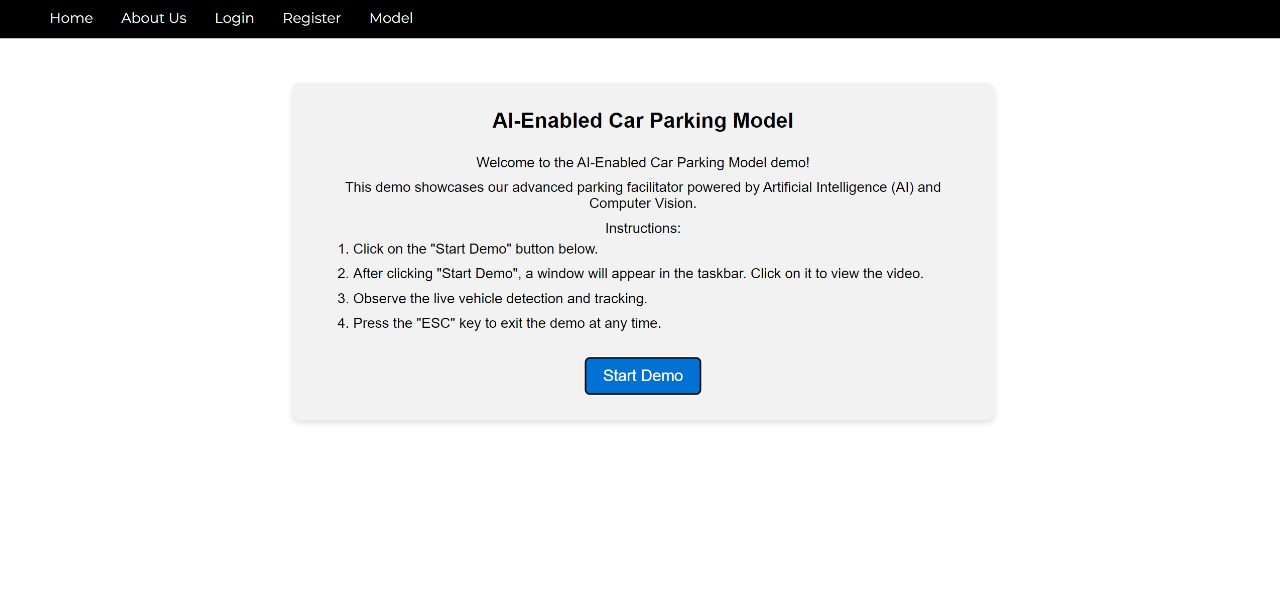 Home About Us Login Register Model
AI-Enabled Car Parking Model
Welcome to the AI-Enabled Car Parking Model demo!
This demo showcases our advanced parking facilitator powered by Artificial Intelligence (AI) and
Computer Vision.
Instructions:
1. Click on the "Start Demo" button below.
2. After clicking "Start Demo", a window will appear in the taskbar. Click on it to view the video.
3. Observe the live vehicle detection and tracking.
4. Press the "ESC" key to exit the demo at any time.
Start Demo